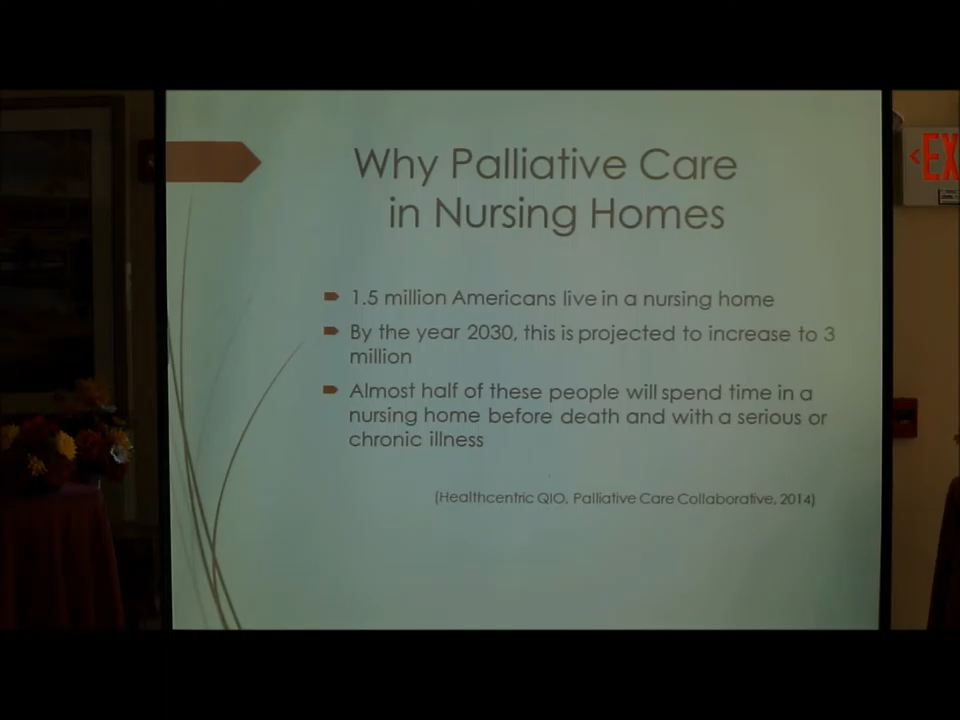 Why Palliative Care
in Nursing Homes
1.5 million Americans live in a nursing home
By the year 2030, this is projected to increase to 3
million
Almost half of these people will spend time in a
nursing home before death and with a serious or
chronic illness
(Healthcentric QIO, Palliative Care Collaborative, 2014)
<EX